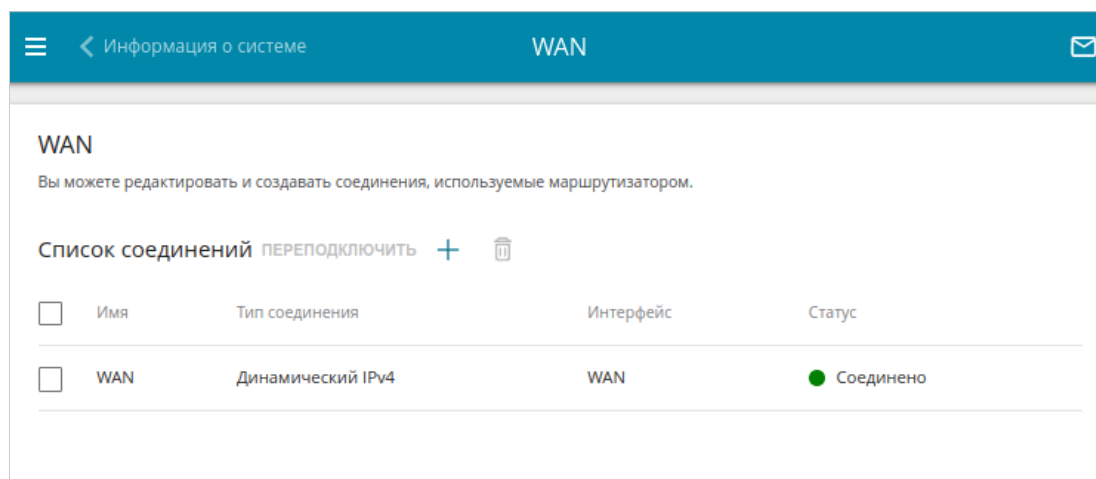 Информация о системе WAN
WAN
Вы можете редактировать и создавать соединения, используемые маршрутизатором.
Список соединений ПЕРЕПОДКЛЮЧИТЬ
Имя Тип соединения Интерфейс Статус
WAN Динамический IPv4 WAN Соединено